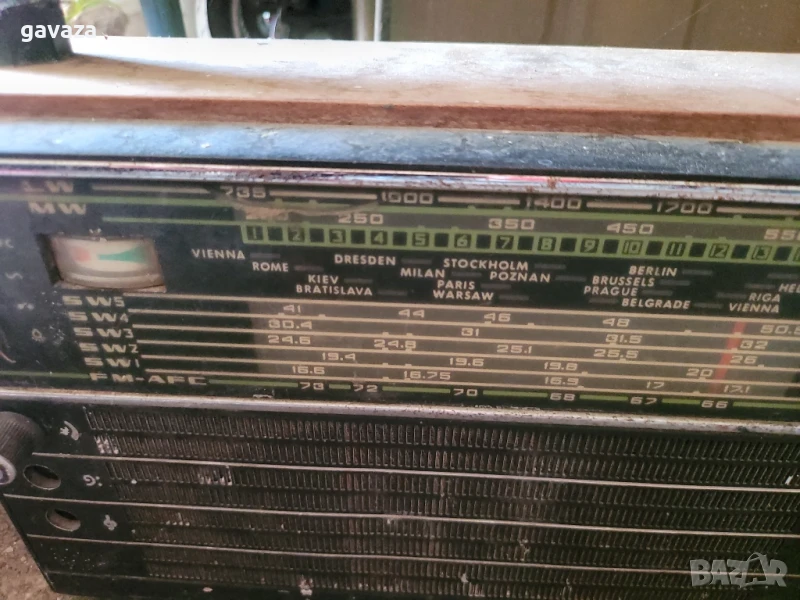 gavaza
LW 735 1000 1400 1700
MW 250 350 450 550
1 2 3 4 5 6 7 8 9 10 11 12 13
VIENNA DRESDEN STOCKHOLM BERLIN
ROME MILAN POZNAN BRUSSELS
KIEV PARIS PRAGUE RIGA
BRATISLAVA WARSAW BELGRADE VIENNA
SW5 41 44 46 48 50.5
SW4 30.4 31 31.5 32
SW3 24.6 24.8 25.1 25.5 26
SW2 19.4 19.6 19.8 20
SW1 16.6 16.75 16.9 17 17.1
FM-AFC 73 72 70 68 67 66
BAZAR